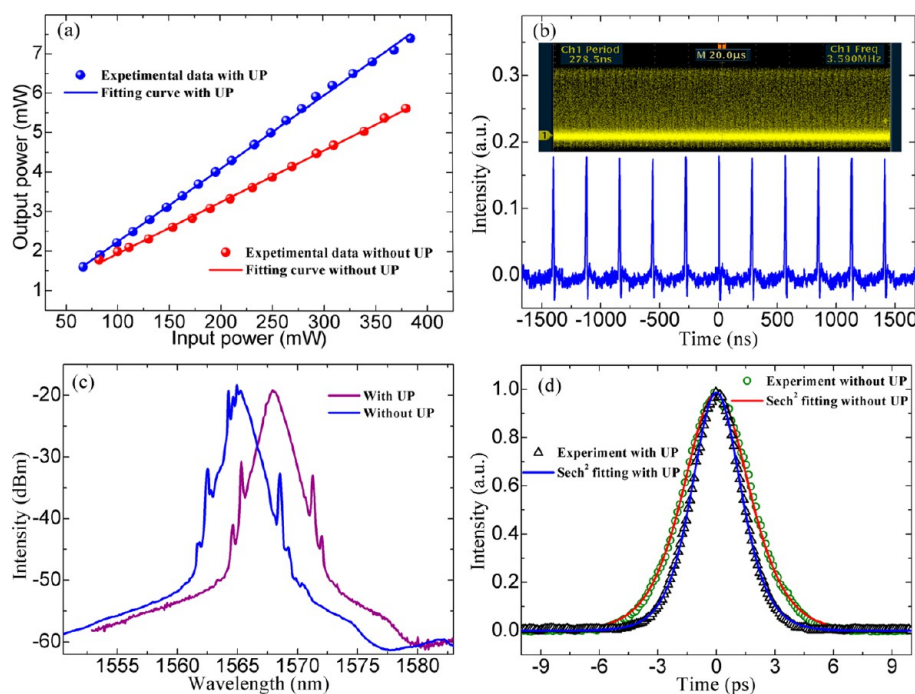 (a)
Expetimental data with UP
Fitting curve with UP
Expetimental data without UP
Fitting curve without UP
Output power (mW)
7
6
5
4
3
2
1
50 100 150 200 250 300 350 400
Input power (mW)
(b)
Ch1 Period
278.5ns
M 20.0µs
Ch1 Freq
3.590MHz
1
Intensity (a.u.)
0.3
0.2
0.1
0.0
-1500 -1000 -500 0 500 1000 1500
Time (ns)
(c)
With UP
Without UP
Intensity (dBm)
-20
-30
-40
-50
-60
1555 1560 1565 1570 1575 1580
Wavelength (nm)
(d)
Experiment without UP
Sech² fitting without UP
Experiment with UP
Sech² fitting with UP
Intensity (a.u.)
1.0
0.8
0.6
0.4
0.2
0.0
-9 -6 -3 0 3 6 9
Time (ps)